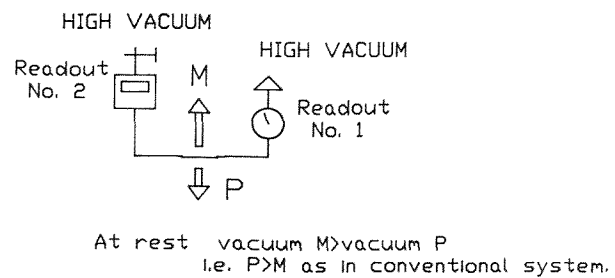 HIGH VACUUM
HIGH VACUUM
Readout
No. 2
M
Readout
No. 1
P
At rest vacuum M>vacuum P
i.e. P>M as in conventional system.